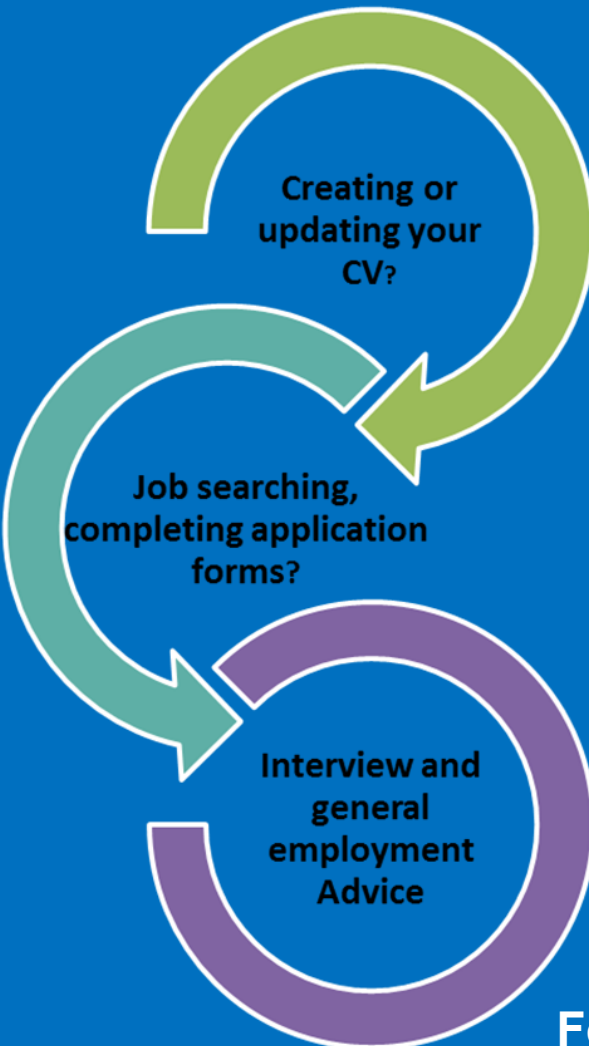 Creating or
updating your
CV?
Job searching,
completing application
forms?
Interview and
general
employment
Advice